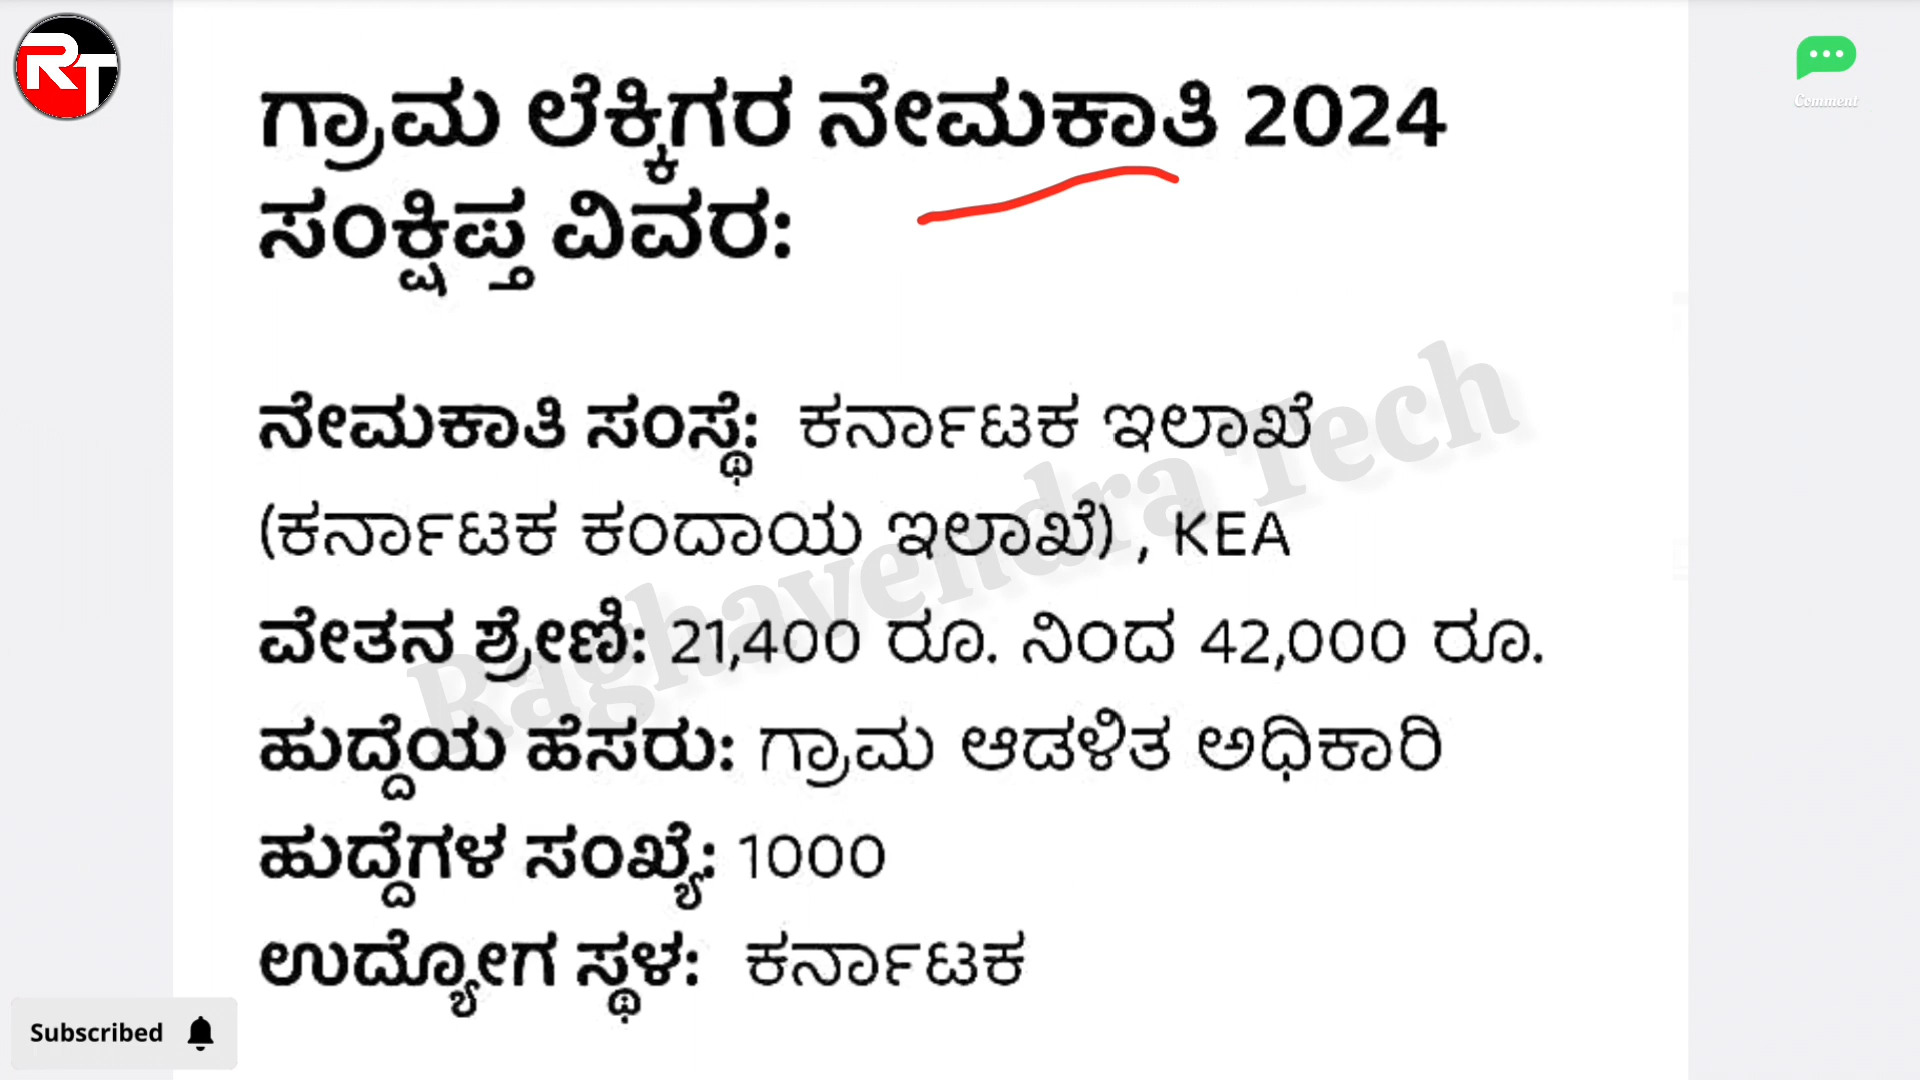 RT
Comment
ಗ್ರಾಮ ಲೆಕ್ಕಿಗರ ನೇಮಕಾತಿ 2024
ಸಂಕ್ಷಿಪ್ತ ವಿವರ:
ನೇಮಕಾತಿ ಸಂಸ್ಥೆ: ಕರ್ನಾಟಕ ಇಲಾಖೆ
(ಕರ್ನಾಟಕ ಕಂದಾಯ ಇಲಾಖೆ) , KEA
ವೇತನ ಶ್ರೇಣಿ: 21,400 ರೂ. ನಿಂದ 42,000 ರೂ.
ಹುದ್ದೆಯ ಹೆಸರು: ಗ್ರಾಮ ಆಡಳಿತ ಅಧಿಕಾರಿ
ಹುದ್ದೆಗಳ ಸಂಖ್ಯೆ: 1000
ಉದ್ಯೋಗ ಸ್ಥಳ: ಕರ್ನಾಟಕ
Raghavendra Tech
Subscribed